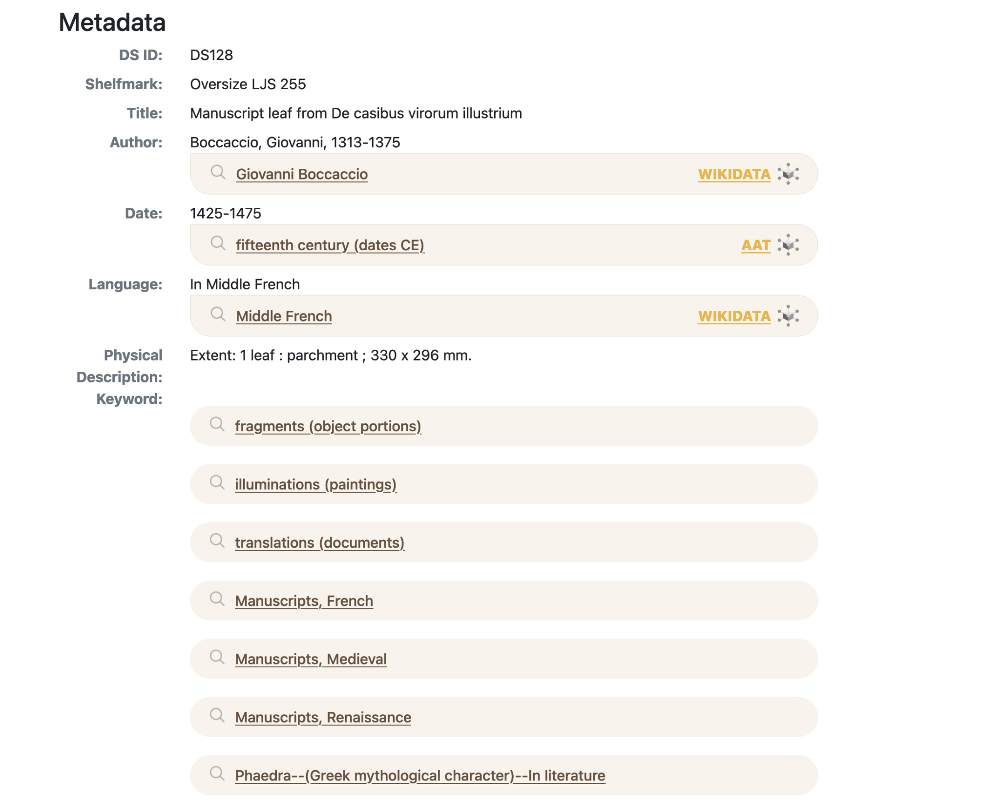 Metadata
DS ID: DS128
Shelfmark: Oversize LJS 255
Title: Manuscript leaf from De casibus virorum illustrium
Author: Boccaccio, Giovanni, 1313-1375
Giovanni Boccaccio WIKIDATA
Date: 1425-1475
fifteenth century (dates CE) AAT
Language: In Middle French
Middle French WIKIDATA
Physical Description: Extent: 1 leaf : parchment ; 330 x 296 mm.
Keyword:
fragments (object portions)
illuminations (paintings)
translations (documents)
Manuscripts, French
Manuscripts, Medieval
Manuscripts, Renaissance
Phaedra--(Greek mythological character)--In literature